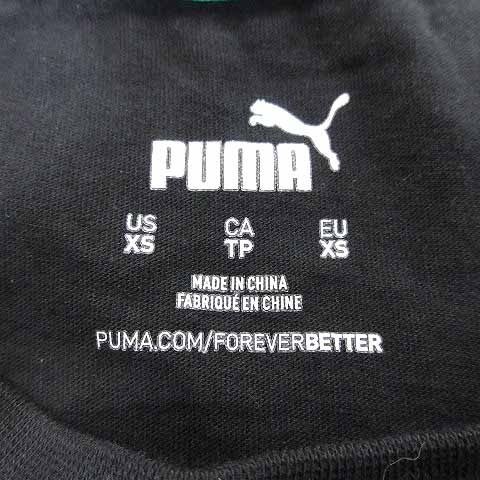 PUMA
US CA EU
XS TP XS
MADE IN CHINA
FABRIQUÉ EN CHINE
PUMA.COM/FOREVERBETTER